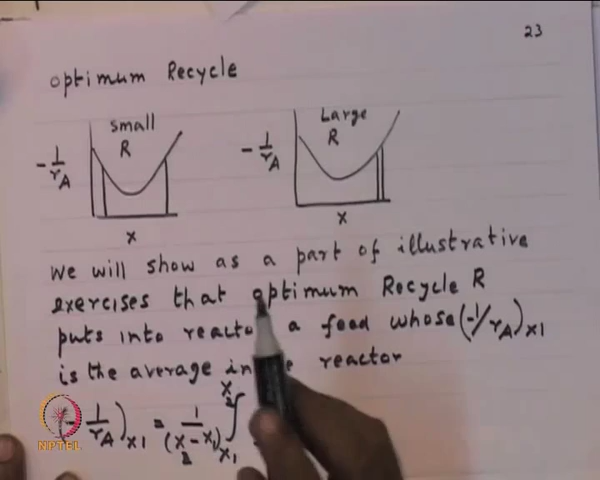 23
optimum Recycle
small
R
Large
R
-1/rA
-1/rA
x
x
we will show as a part of illustrative
exercises that optimum Recycle R
puts into reactor a feed whose (-1/rA)x1
is the average in reactor
-1/rA)x1 = 1/(x2-x1) ∫x1 x2
NPTEL